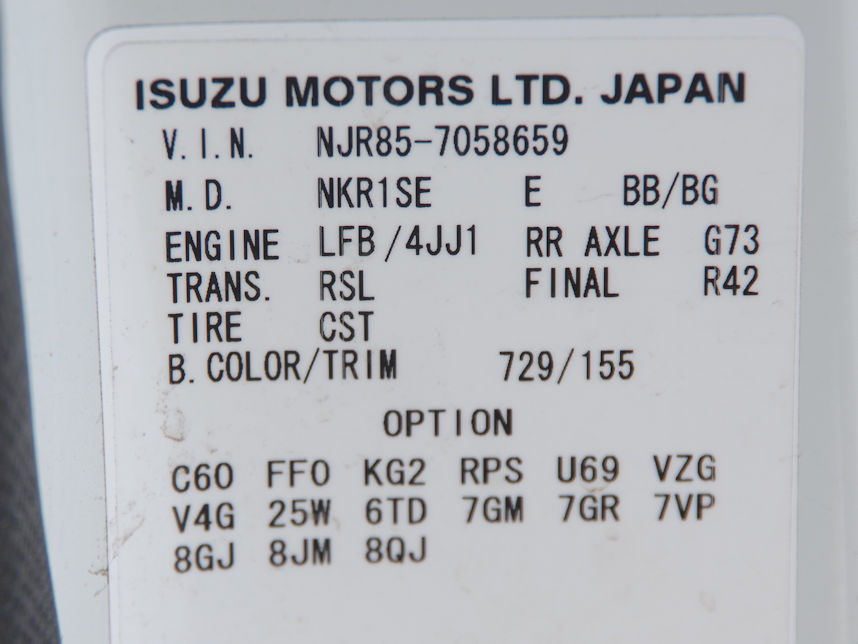 ISUZU MOTORS LTD. JAPAN
V.I.N. NJR85-7058659
M.D. NKR1SE E BB/BG
ENGINE LFB/4JJ1 RR AXLE G73
TRANS. RSL FINAL R42
TIRE CST
B.COLOR/TRIM 729/155
OPTION
C60 FF0 KG2 RPS U69 VZG
V4G 25W 6TD 7GM 7GR 7VP
8GJ 8JM 8QJ